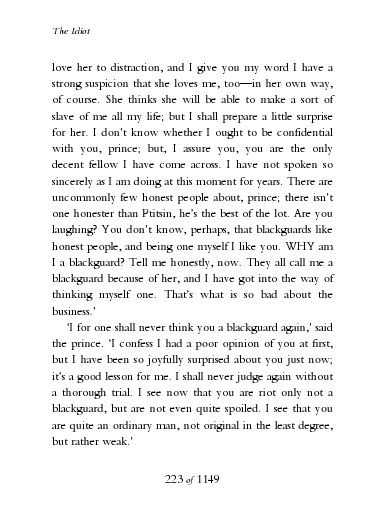 The Idiot
love her to distraction, and I give you my word I have a
strong suspicion that she loves me, too—in her own way,
of course. She thinks she will be able to make a sort of
slave of me all my life; but I shall prepare a little surprise
for her. I don't know whether I ought to be confidential
with you, prince; but, I assure you, you are the only
decent fellow I have come across. I have not spoken so
sincerely as I am doing at this moment for years. There are
uncommonly few honest people about, prince; there isn't
one honester than Ptitsin, he's the best of the lot. Are you
laughing? You don't know, perhaps, that blackguards like
honest people, and being one myself I like you. WHY am
I a blackguard? Tell me honestly, now. They all call me a
blackguard because of her, and I have got into the way of
thinking myself one. That's what is so bad about the
business.'
'I for one shall never think you a blackguard again,' said
the prince. 'I confess I had a poor opinion of you at first,
but I have been so joyfully surprised about you just now;
it's a good lesson for me. I shall never judge again without
a thorough trial. I see now that you are riot only not a
blackguard, but are not even quite spoiled. I see that you
are quite an ordinary man, not original in the least degree,
but rather weak.'
223 of 1149